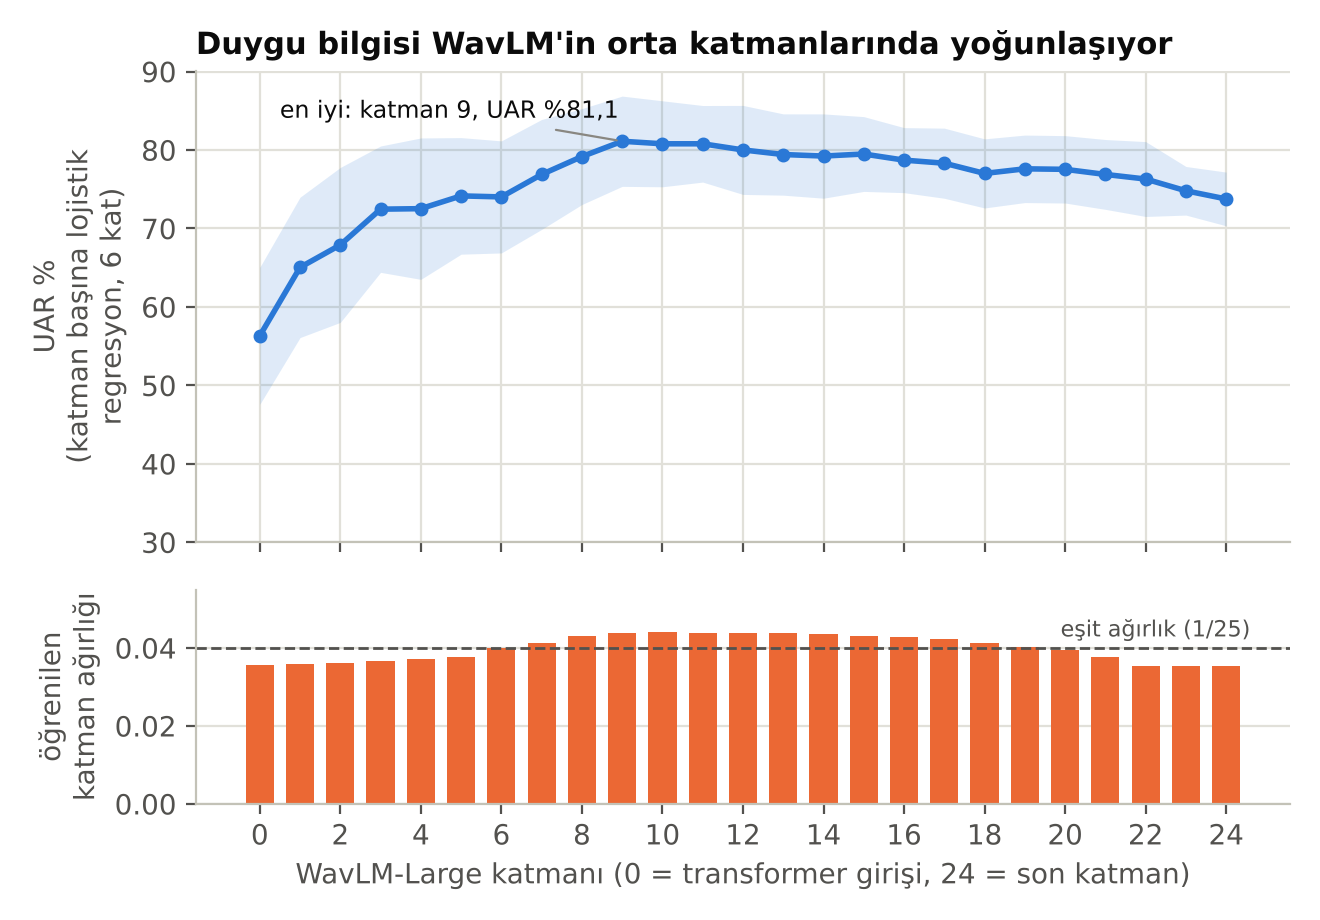 Duygu bilgisi WavLM'in orta katmanlarında yoğunlaşıyor
UAR %
(katman başına lojistik
regresyon, 6 kat)
90
80
70
60
50
40
30
en iyi: katman 9, UAR %81,1
öğrenilen
katman ağırlığı
0.04
0.02
0.00
eşit ağırlık (1/25)
0 2 4 6 8 10 12 14 16 18 20 22 24
WavLM-Large katmanı (0 = transformer girişi, 24 = son katman)